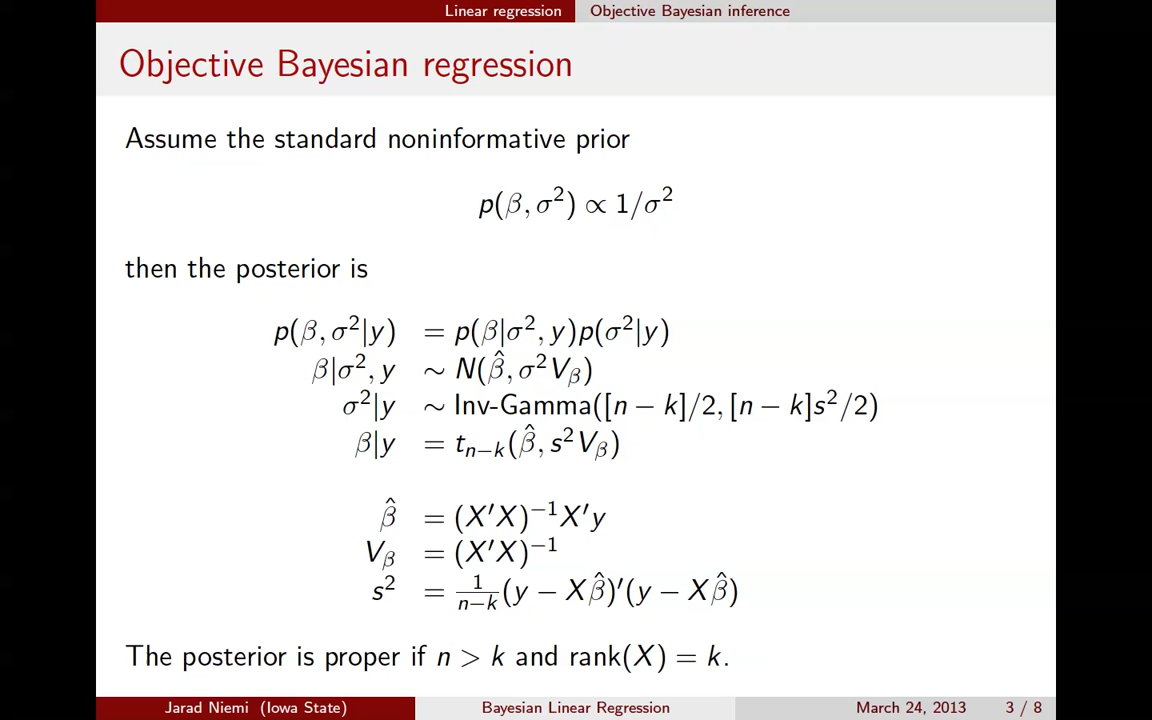 Linear regression Objective Bayesian inference
Objective Bayesian regression
Assume the standard noninformative prior
p(β, σ²) ∝ 1/σ²
then the posterior is
p(β, σ²|y) = p(β|σ², y)p(σ²|y)
β|σ², y ∼ N(β̂, σ²V_β)
σ²|y ∼ Inv-Gamma([n − k]/2, [n − k]s²/2)
β|y = t_{n−k}(β̂, s²V_β)
β̂ = (X′X)⁻¹X′y
V_β = (X′X)⁻¹
s² = 1/(n−k) (y − Xβ̂)′(y − Xβ̂)
The posterior is proper if n > k and rank(X) = k.
Jarad Niemi (Iowa State) Bayesian Linear Regression March 24, 2013 3 / 8